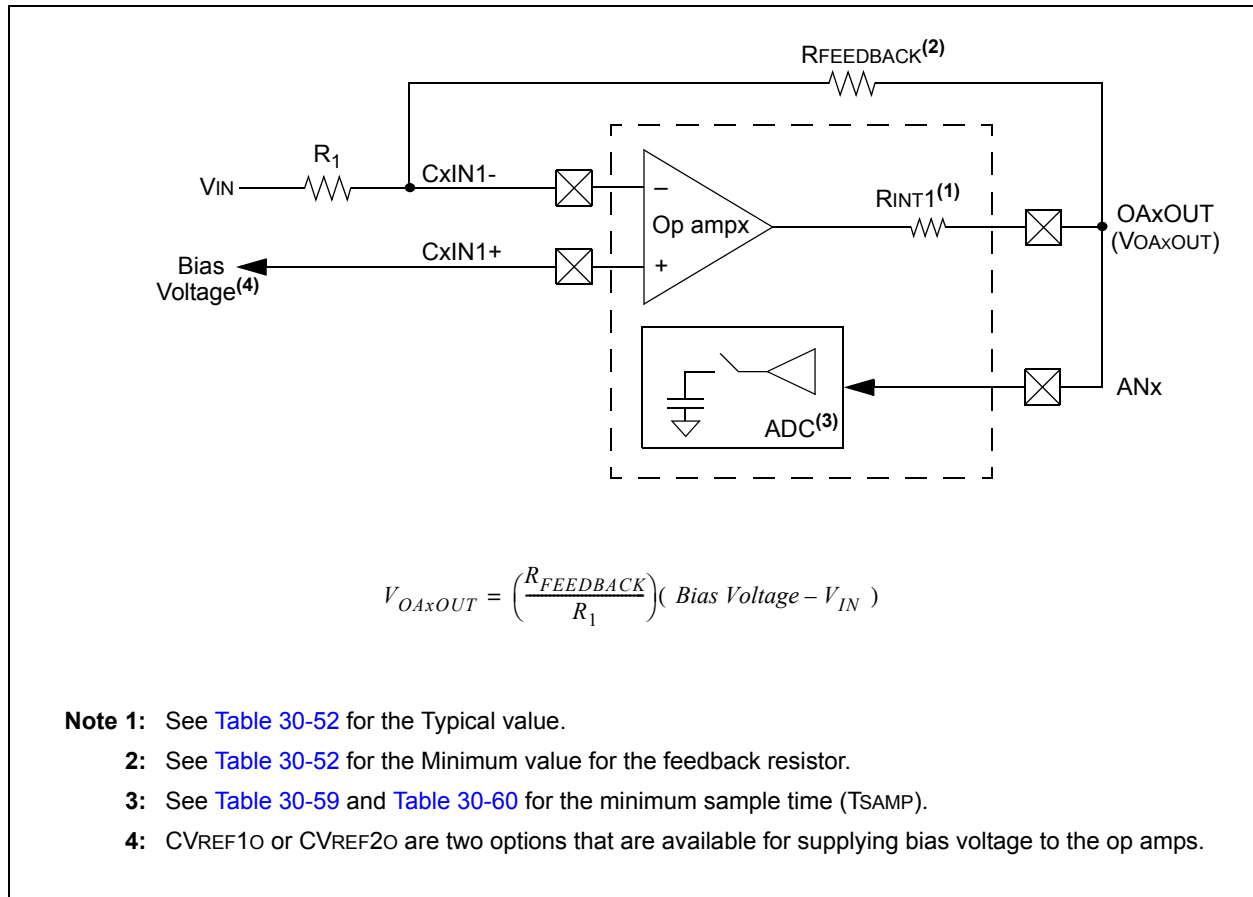 RFEEDBACK(2)
R1
VIN
CxIN1-
–
Op ampx
RINT1(1)
OAxOUT
(VOAXOUT)
Bias
Voltage(4)
CxIN1+
+
ADC(3)
ANx
VOAxOUT = (RFEEDBACK / R1)( Bias Voltage – VIN )
Note 1: See Table 30-52 for the Typical value.
2: See Table 30-52 for the Minimum value for the feedback resistor.
3: See Table 30-59 and Table 30-60 for the minimum sample time (TSAMP).
4: CVREF1O or CVREF2O are two options that are available for supplying bias voltage to the op amps.